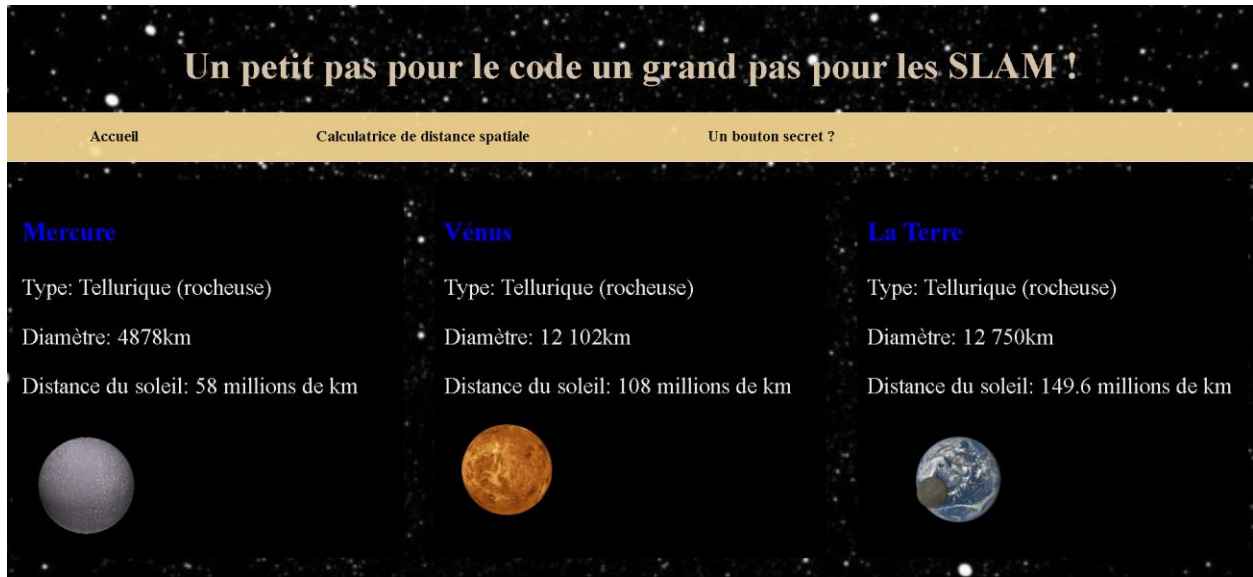 Un petit pas pour le code un grand pas pour les SLAM !
Accueil
Calculatrice de distance spatiale
Un bouton secret ?
Mercure
Type: Tellurique (rocheuse)
Diamètre: 4878km
Distance du soleil: 58 millions de km
Vénus
Type: Tellurique (rocheuse)
Diamètre: 12 102km
Distance du soleil: 108 millions de km
La Terre
Type: Tellurique (rocheuse)
Diamètre: 12 750km
Distance du soleil: 149.6 millions de km